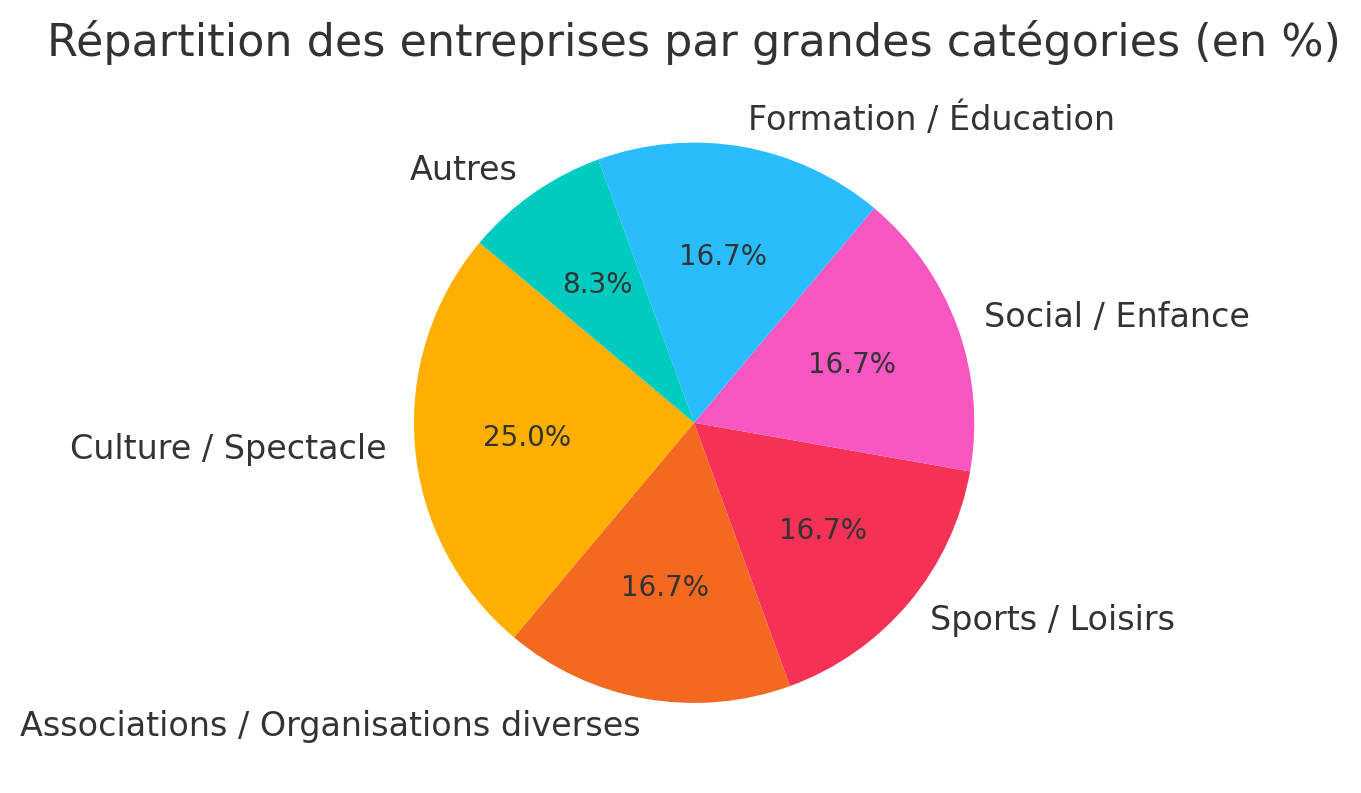 Répartition des entreprises par grandes catégories (en %)
Formation / Éducation
Autres
16.7%
8.3%
Social / Enfance
16.7%
Culture / Spectacle
25.0%
16.7%
16.7%
Sports / Loisirs
Associations / Organisations diverses